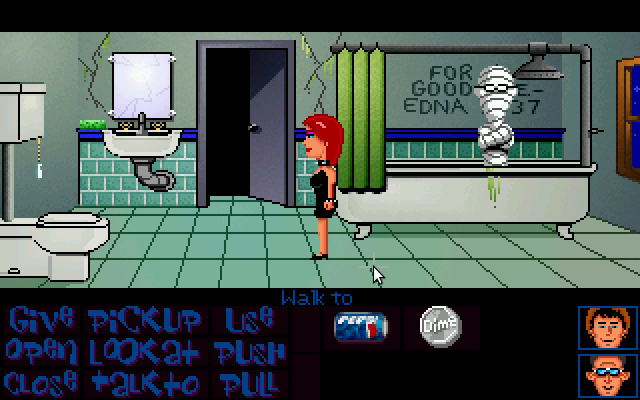 FOR
GOOD E-
EDNA 37
Walk to
Give Pick up Use
Open Look at Push
Close Talk to Pull
Dime